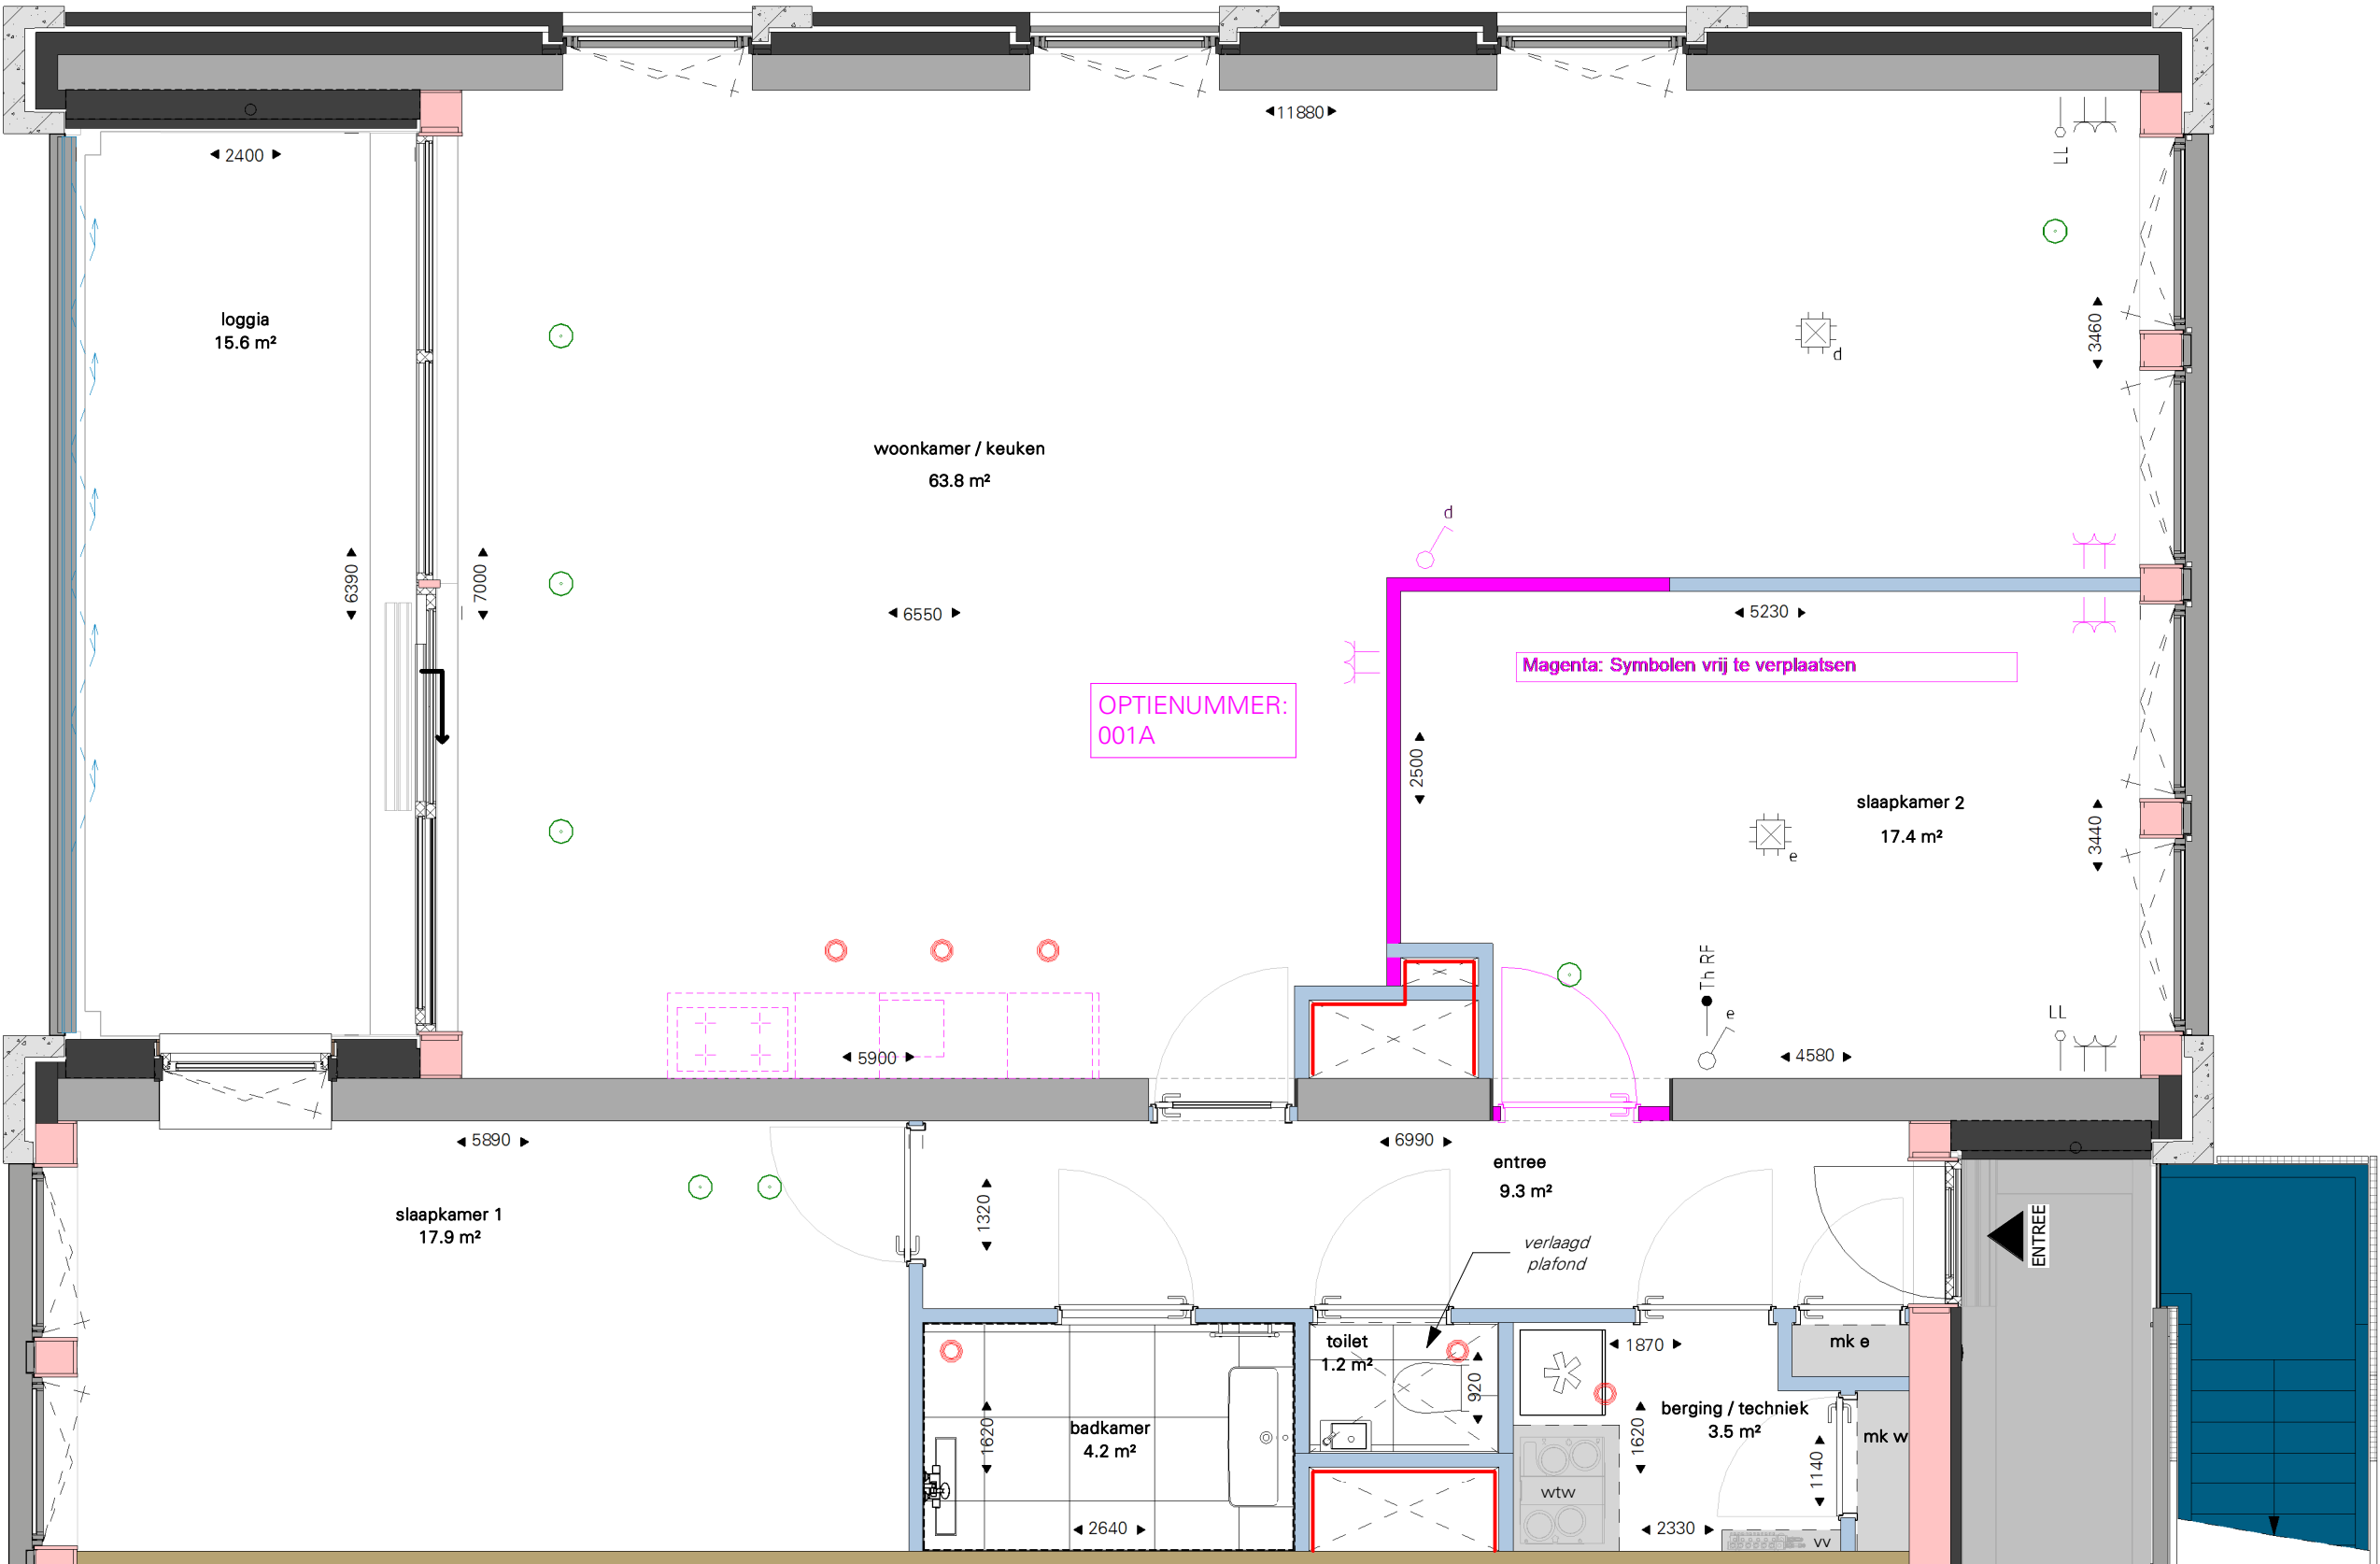 11880
2400
LL
loggia
15.6 m²
3460
d
woonkamer / keuken
63.8 m²
d
6390
7000
6550
5230
Magenta: Symbolen vrij te verplaatsen
OPTIENUMMER:
001A
2500
slaapkamer 2
17.4 m²
3440
e
Th RF
e
LL
5900
4580
5890
6990
entree
9.3 m²
1320
slaapkamer 1
17.9 m²
verlaagd
plafond
ENTREE
toilet
1.2 m²
1870
mk e
920
badkamer
4.2 m²
1620
berging / techniek
3.5 m²
1620
mk w
1140
wtw
2640
2330
vv